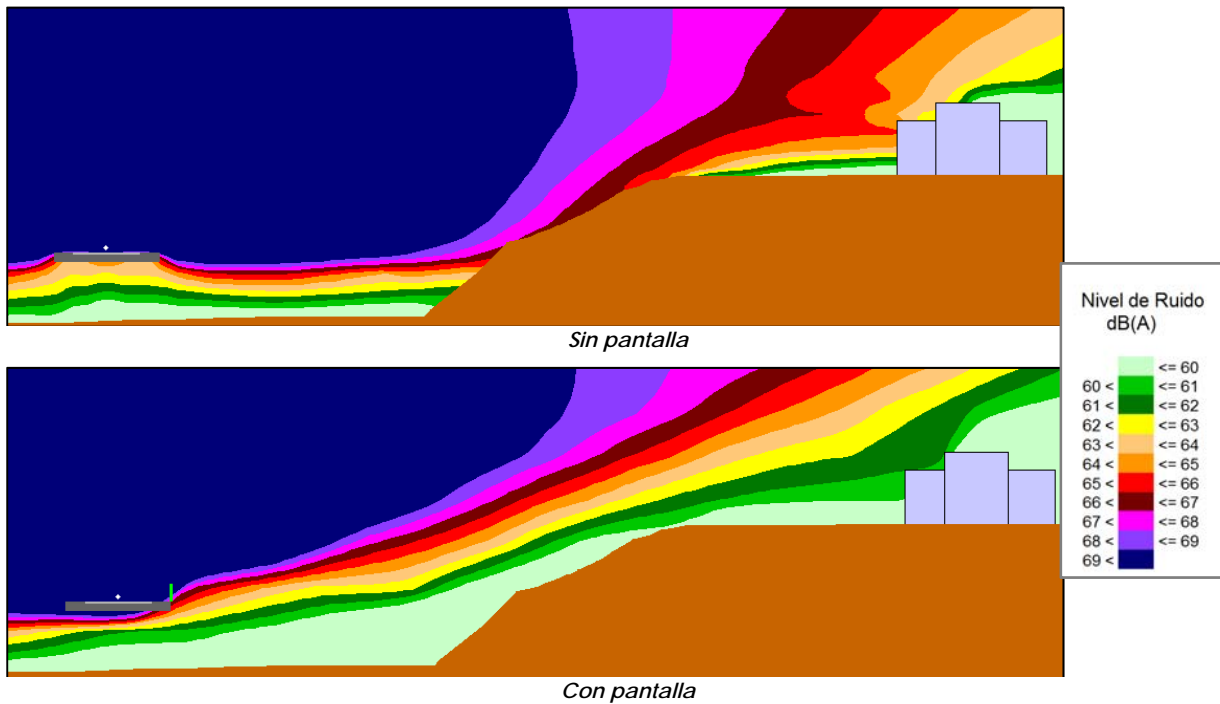 Sin pantalla
Nivel de Ruido
dB(A)
<= 60
60 < <= 61
61 < <= 62
62 < <= 63
63 < <= 64
64 < <= 65
65 < <= 66
66 < <= 67
67 < <= 68
68 < <= 69
69 <
Con pantalla